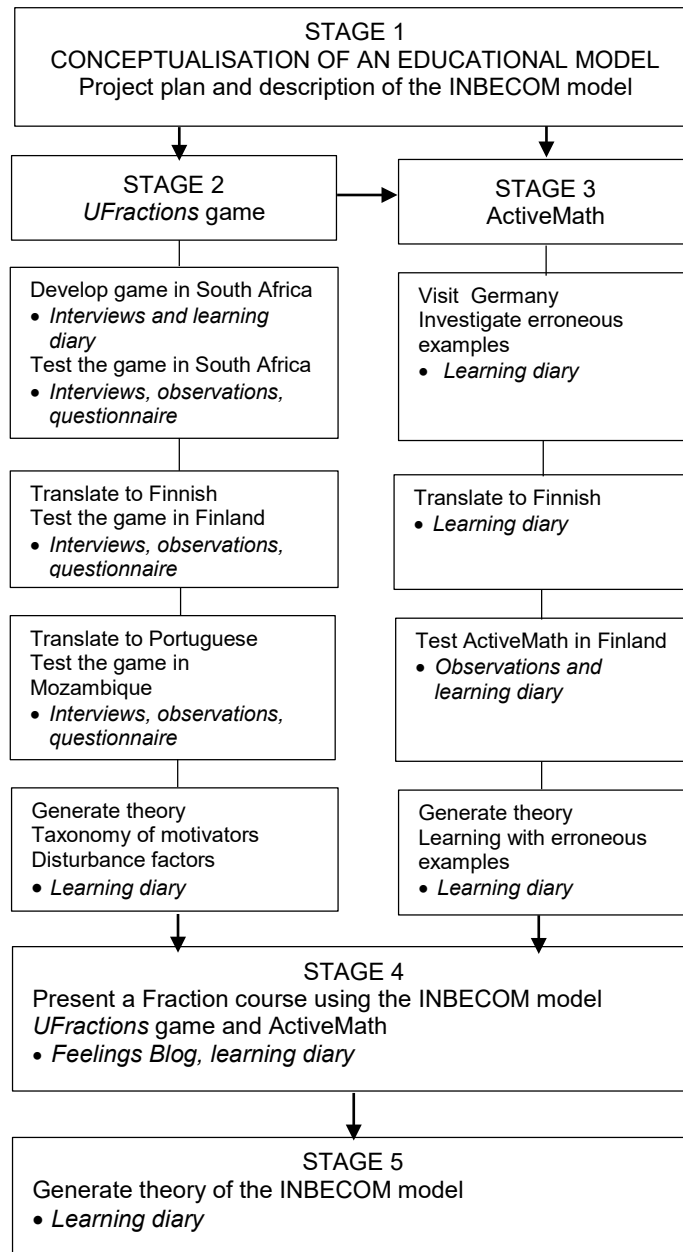 STAGE 1
CONCEPTUALISATION OF AN EDUCATIONAL MODEL
Project plan and description of the INBECOM model
STAGE 2
UFractions game
STAGE 3
ActiveMath
Develop game in South Africa
• Interviews and learning
diary
Test the game in South Africa
• Interviews, observations,
questionnaire
Visit Germany
Investigate erroneous
examples
• Learning diary
Translate to Finnish
Test the game in Finland
• Interviews, observations,
questionnaire
Translate to Finnish
• Learning diary
Translate to Portuguese
Test the game in
Mozambique
• Interviews, observations,
questionnaire
Test ActiveMath in Finland
• Observations and
learning diary
Generate theory
Taxonomy of motivators
Disturbance factors
• Learning diary
Generate theory
Learning with erroneous
examples
• Learning diary
STAGE 4
Present a Fraction course using the INBECOM model
UFractions game and ActiveMath
• Feelings Blog, learning diary
STAGE 5
Generate theory of the INBECOM model
• Learning diary